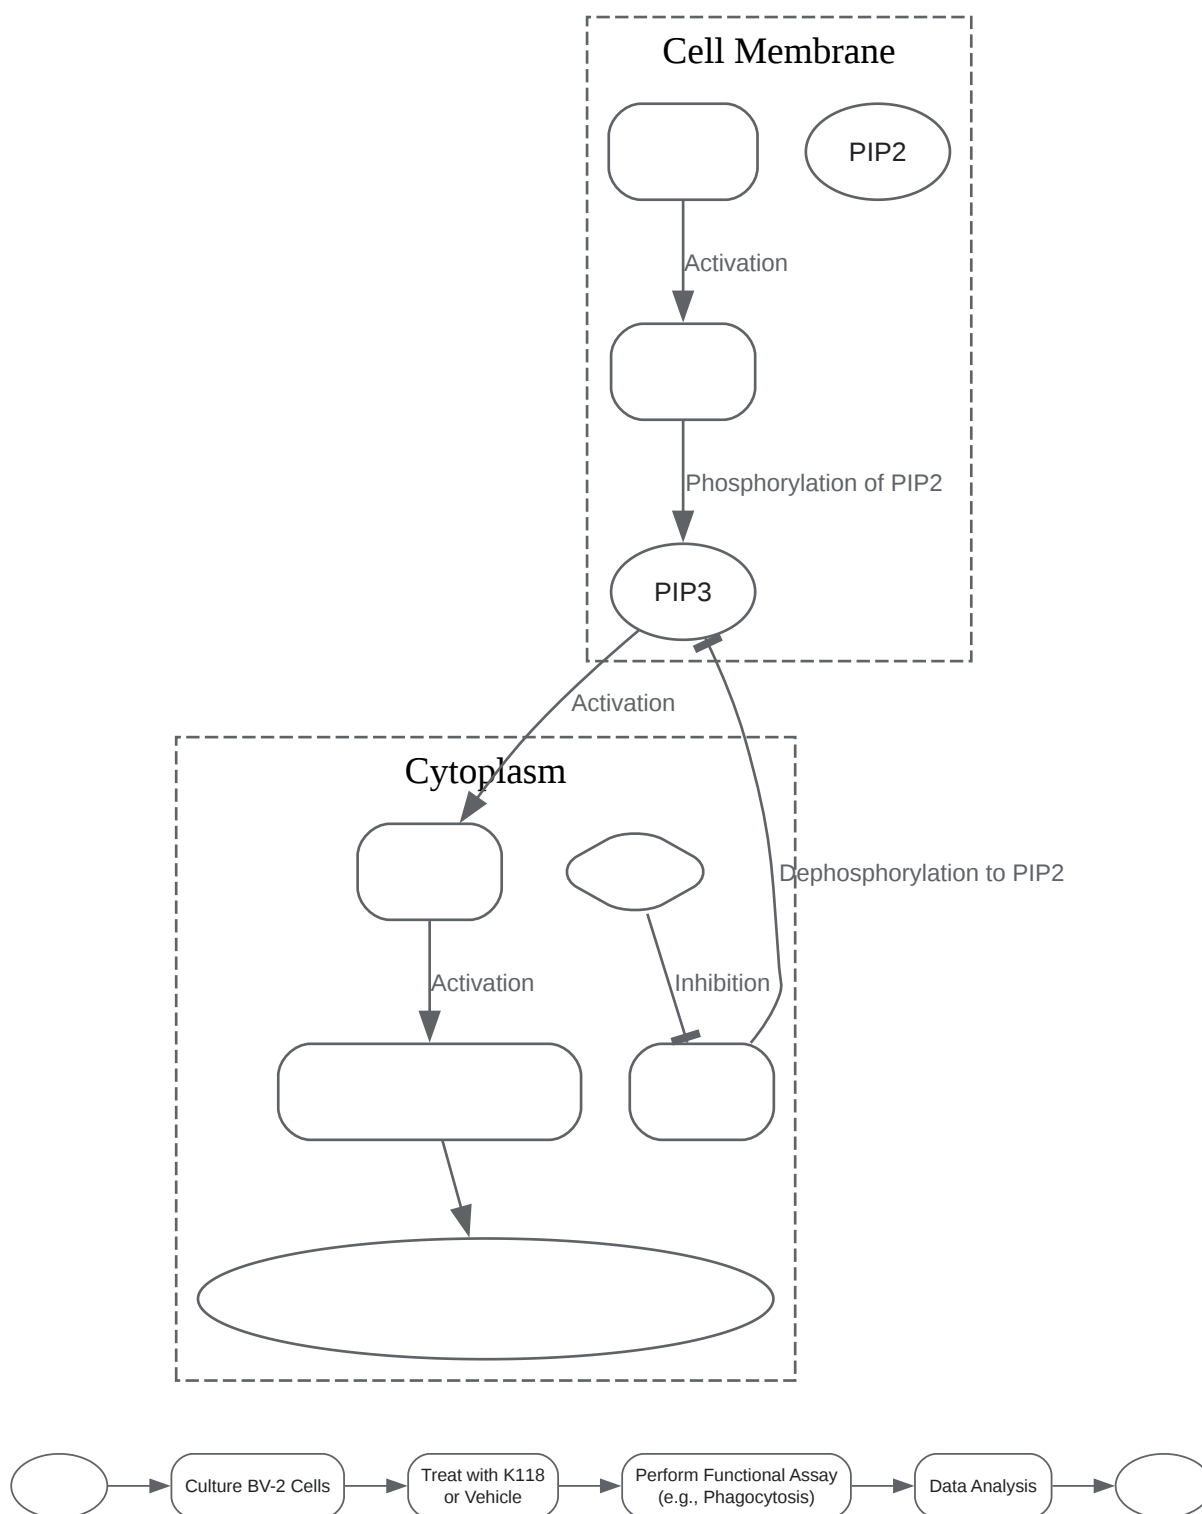 Cell Membrane
PIP2
Activation
Phosphorylation of PIP2
PIP3
Activation
Cytoplasm
Dephosphorylation to PIP2
Activation
Inhibition
Culture BV-2 Cells
Treat with K118
or Vehicle
Perform Functional Assay
(e.g., Phagocytosis)
Data Analysis